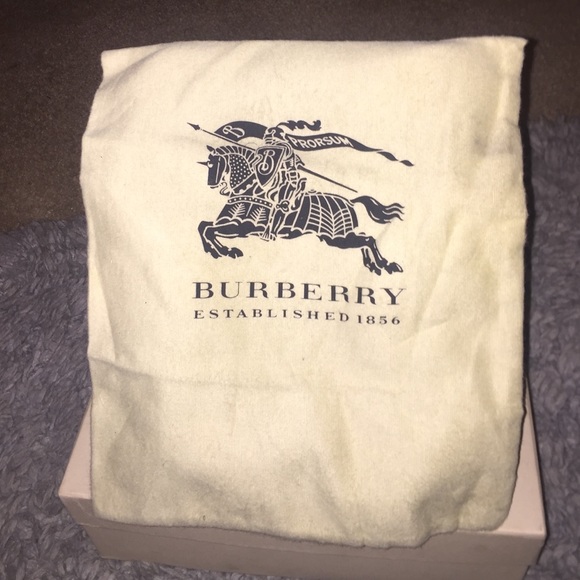 B
PRORSUM
B
BURBERRY
ESTABLISHED 1856